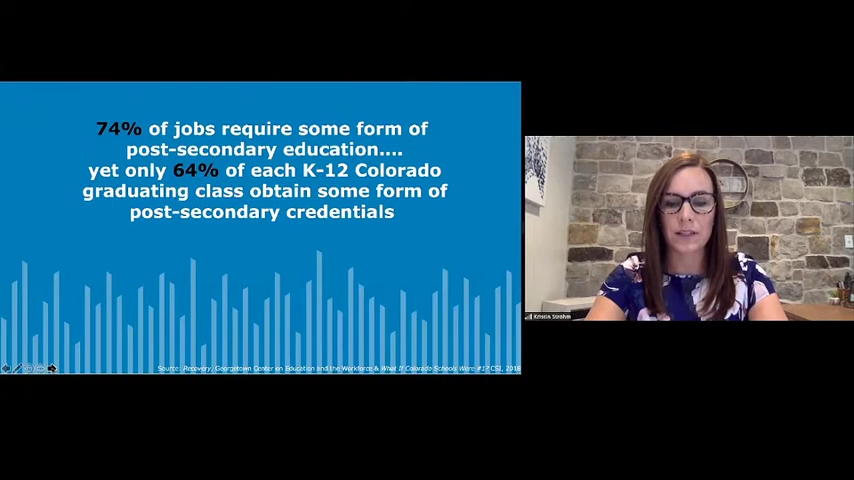 74% of jobs require some form of
post-secondary education....
yet only 64% of each K-12 Colorado
graduating class obtain some form of
post-secondary credentials
Source: Recovery, Georgetown Center on Education and the Workforce & What If Colorado Schools Were #1? CSI, 2018
Kristin Strohm